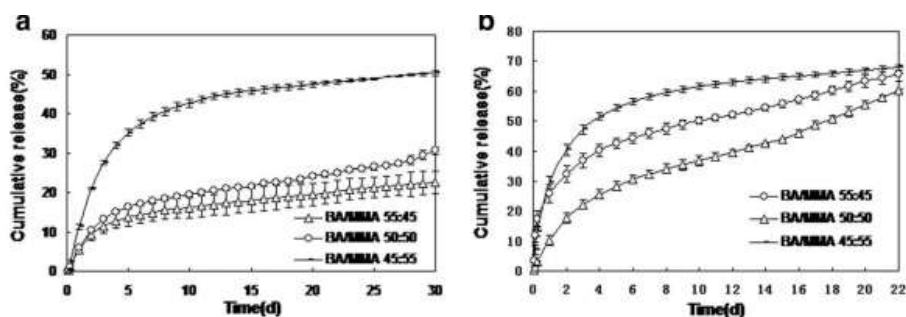 a
Cumulative release(%)
60
50
40
30
20
10
0
BA/MMA 55:45
BA/MMA 50:50
BA/MMA 45:55
0 5 10 15 20 25 30
Time(d)
b
Cumulative release(%)
80
70
60
50
40
30
20
10
0
BA/MMA 55:45
BA/MMA 50:50
BA/MMA 45:55
0 2 4 6 8 10 12 14 16 18 20 22
Time(d)